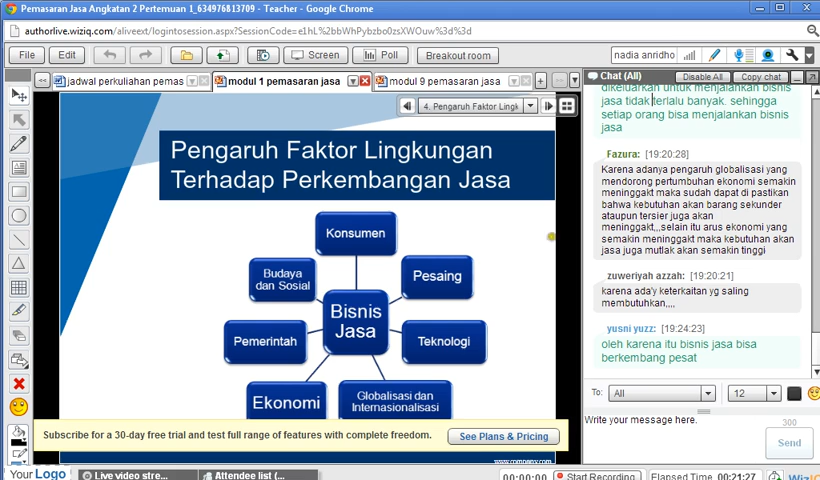 Pemasaran Jasa Angkatan 2 Pertemuan 1_634976813709 - Teacher - Google Chrome
authorlive.wiziq.com/aliveext/logintosession.aspx?SessionCode=e1hL%2bbWhPybzbo0zsXWOuw%3d%3d
File
Edit
Screen
Poll
Breakout room
nadia anridho
jadwal perkuliahan pemas
modul 1 pemasaran jasa
modul 9 pemasaran jasa
4. Pengaruh Faktor Lingk
Pengaruh Faktor Lingkungan
Terhadap Perkembangan Jasa
Konsumen
Budaya
dan Sosial
Pesaing
Bisnis
Jasa
Pemerintah
Teknologi
Ekonomi
Globalisasi dan
Internasionalisasi
Subscribe for a 30-day free trial and test full range of features with complete freedom.
See Plans & Pricing
www.company.com
Chat (All)
Disable All
Copy chat
dikeluarkan untuk menjalankan bisnis
jasa tidak terlalu banyak. sehingga
setiap orang bisa menjalankan bisnis
jasa
Fazura: [19:20:28]
Karena adanya pengaruh globalisasi yang
mendorong pertumbuhan ekonomi semakin
meninggakt maka sudah dapat di pastikan
bahwa kebutuhan akan barang sekunder
ataupun tersier juga akan
meninggakt,,,selain itu arus ekonomi yang
semakin meninggakt maka kebutuhan akan
jasa juga mutlak akan semakin tinggi
zuweriyah azzah: [19:20:21]
karena ada'y keterkaitan yg saling
membutuhkan,,,,
yusni yuzz: [19:24:23]
oleh karena itu bisnis jasa bisa
berkembang pesat
To:
All
12
Write your message here.
300
Send
Your Logo
Live video stre...
Attendee list (...
00:00:00
Start Recording
Elapsed Time
00:21:27